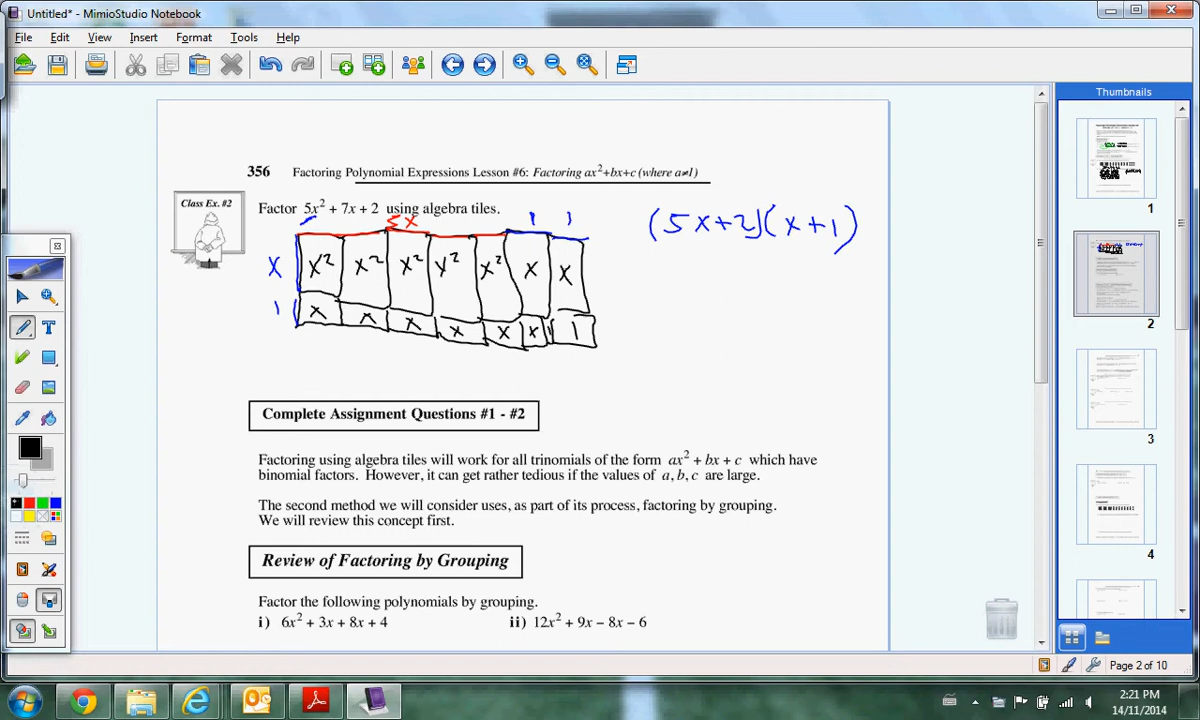 Untitled* - MimioStudio Notebook
File Edit View Insert Format Tools Help
Thumbnails
356 Factoring Polynomial Expressions Lesson #6: Factoring ax²+bx+c (where a≠1)
Class Ex. #2
Factor 5x² + 7x + 2 using algebra tiles.
5x 1 1
(5x+2)(x+1)
x x² x² x² x² x² x x
1 x x x x x x 1
Complete Assignment Questions #1 - #2
Factoring using algebra tiles will work for all trinomials of the form ax² + bx + c which have
binomial factors. However, it can get rather tedious if the values of a, b, c are large.
The second method we will consider uses, as part of its process, factoring by grouping.
We will review this concept first.
Review of Factoring by Grouping
Factor the following polynomials by grouping.
i) 6x² + 3x + 8x + 4 ii) 12x² + 9x − 8x − 6
1
2
3
4
Page 2 of 10
2:21 PM
14/11/2014